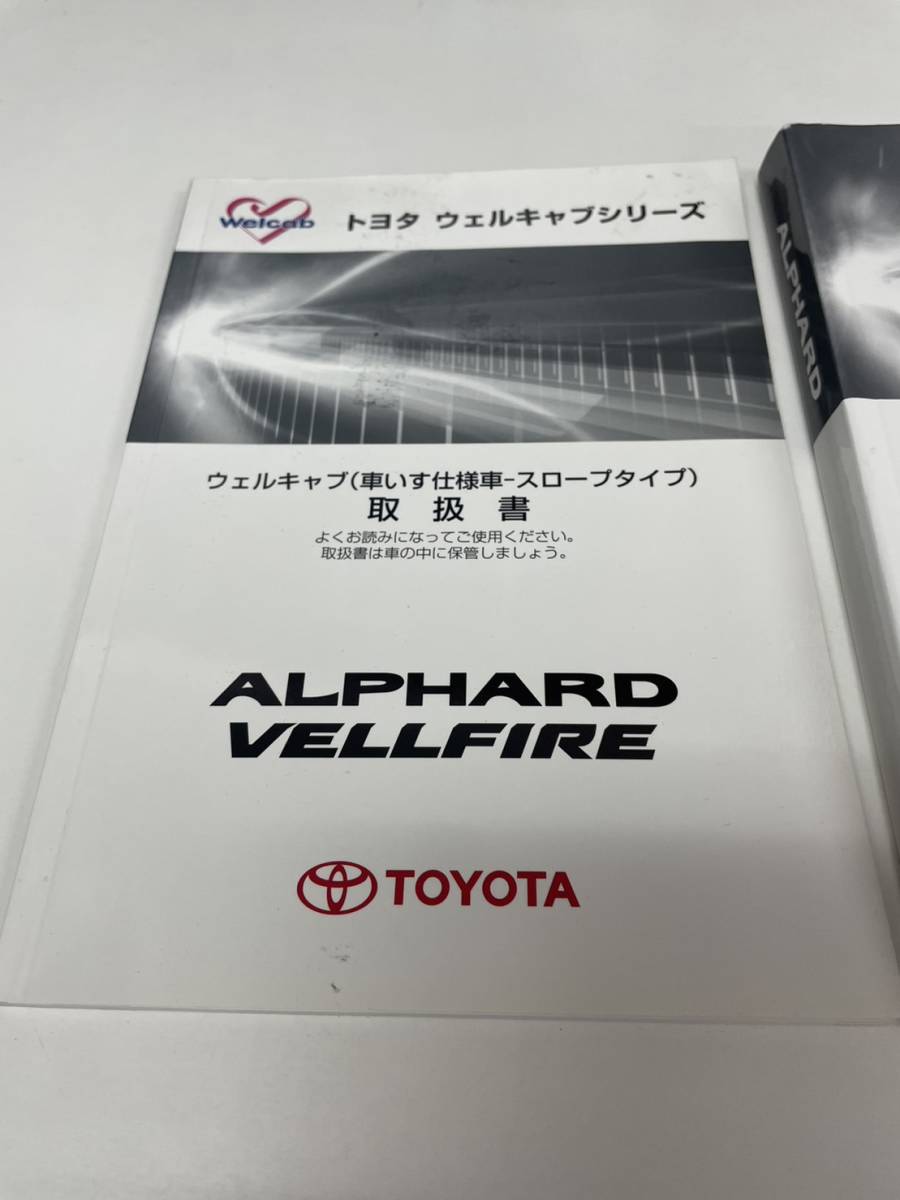 Welcab トヨタ ウェルキャブシリーズ
ウェルキャブ(車いす仕様車-スロープタイプ)
取 扱 書
よくお読みになってご使用ください。
取扱書は車の中に保管しましょう。
ALPHARD
VELLFIRE
TOYOTA
ALPHARD